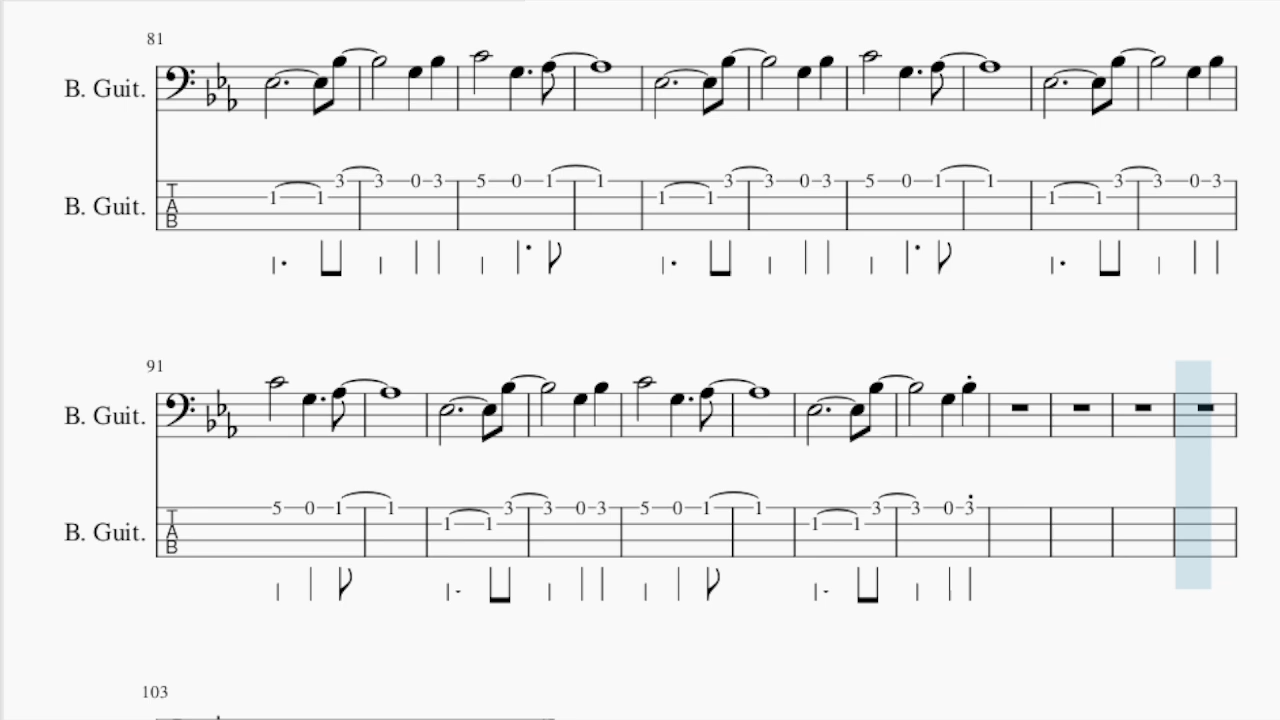 81
B. Guit.
3 3 0 3 5 0 1 1 3 3 0 3 5 0 1 1 3 3 0 3
1 1 1 1 1 1
T
A
B
B. Guit.
91
B. Guit.
5 0 1 1 3 3 0 3 5 0 1 1 3 3 0 3
1 1 1 1
T
A
B
B. Guit.
103